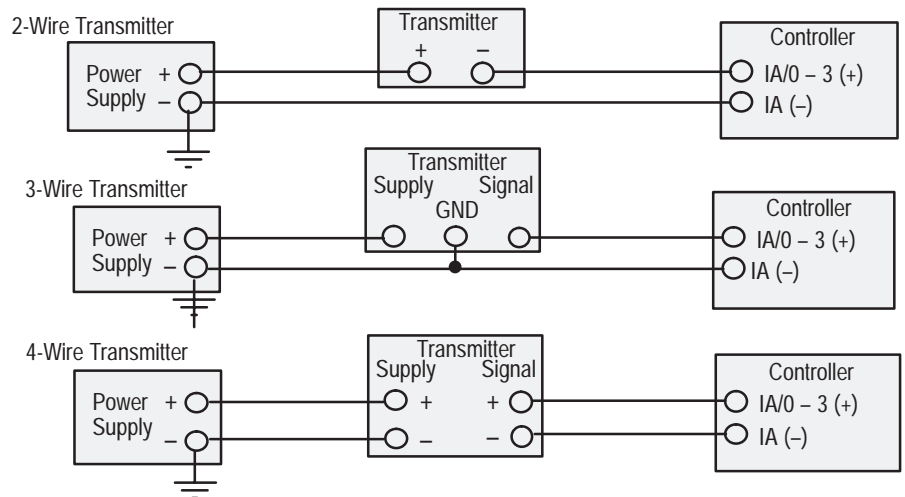 2-Wire Transmitter
Power Supply
+
–
Transmitter
+ –
Controller
IA/0 – 3 (+)
IA (–)
3-Wire Transmitter
Power Supply
+
–
Transmitter
Supply Signal
GND
Controller
IA/0 – 3 (+)
IA (–)
4-Wire Transmitter
Power Supply
+
–
Transmitter
Supply Signal
+ +
– –
Controller
IA/0 – 3 (+)
IA (–)